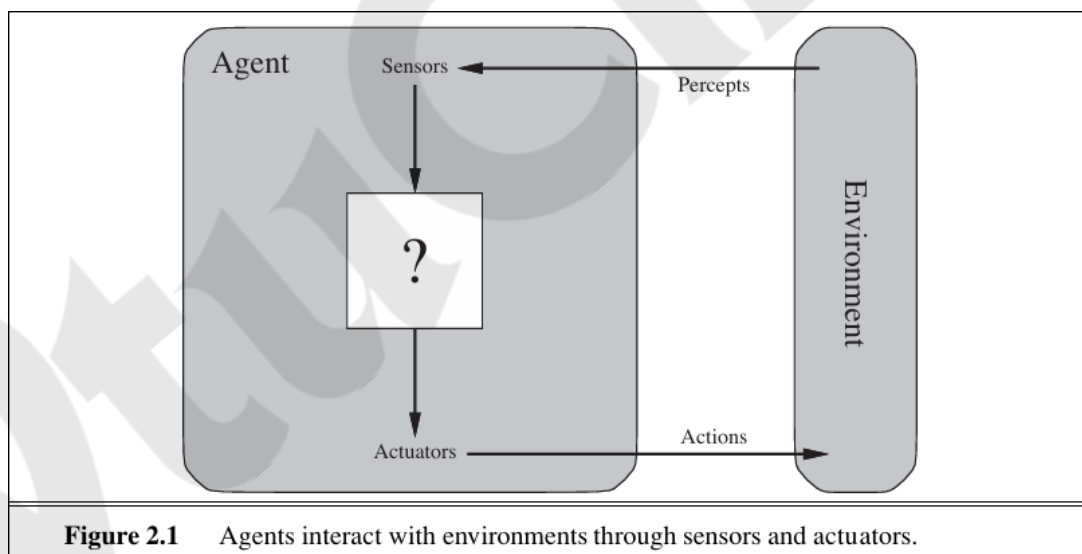 Agent
Sensors
Percepts
?
Environment
Actuators
Actions
Figure 2.1 Agents interact with environments through sensors and actuators.